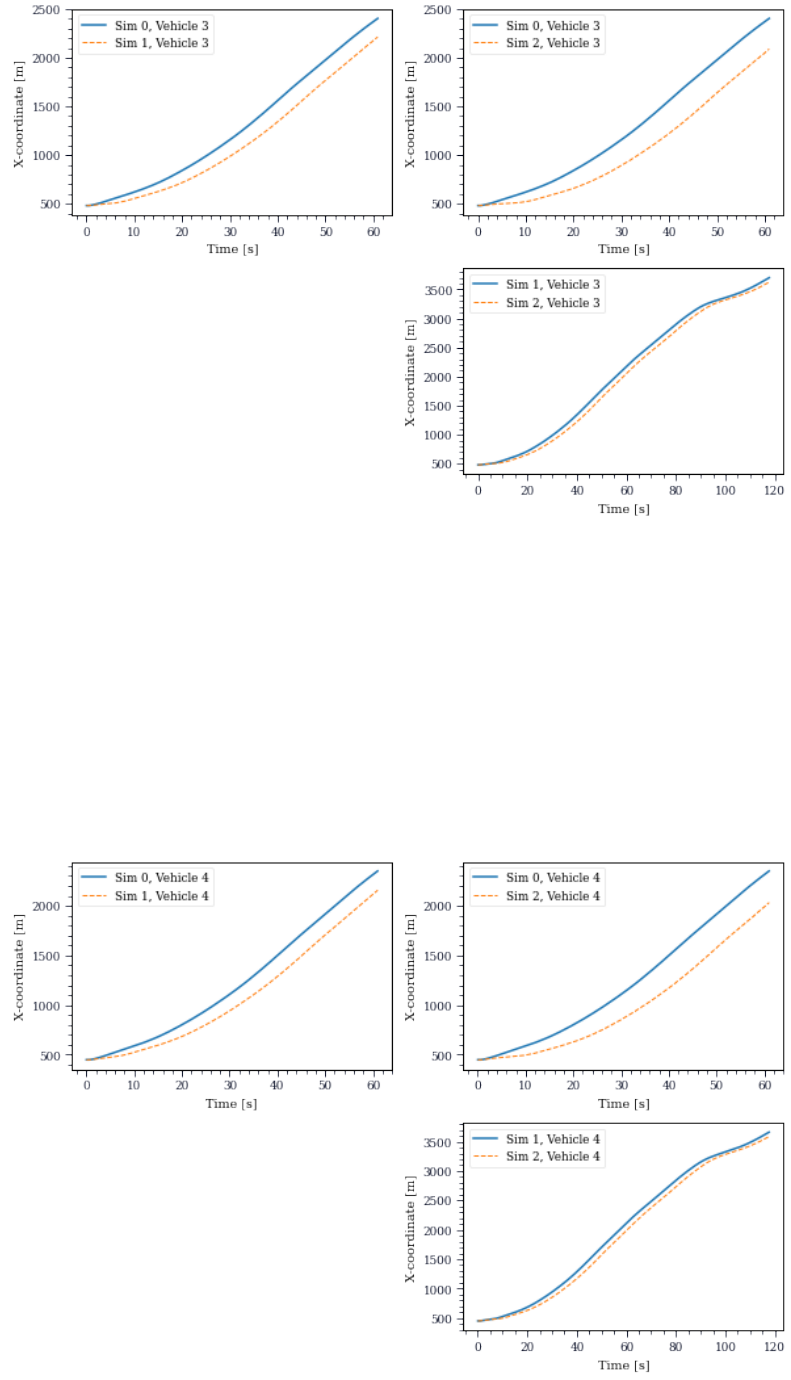 2500
2000
1500
1000
500
X-coordinate [m]
Sim 0, Vehicle 3
Sim 1, Vehicle 3
0 10 20 30 40 50 60
Time [s]
2500
2000
1500
1000
500
X-coordinate [m]
Sim 0, Vehicle 3
Sim 2, Vehicle 3
0 10 20 30 40 50 60
Time [s]
3500
3000
2500
2000
1500
1000
500
X-coordinate [m]
Sim 1, Vehicle 3
Sim 2, Vehicle 3
0 20 40 60 80 100 120
Time [s]
2000
1500
1000
500
X-coordinate [m]
Sim 0, Vehicle 4
Sim 1, Vehicle 4
0 10 20 30 40 50 60
Time [s]
2000
1500
1000
500
X-coordinate [m]
Sim 0, Vehicle 4
Sim 2, Vehicle 4
0 10 20 30 40 50 60
Time [s]
3500
3000
2500
2000
1500
1000
500
X-coordinate [m]
Sim 1, Vehicle 4
Sim 2, Vehicle 4
0 20 40 60 80 100 120
Time [s]